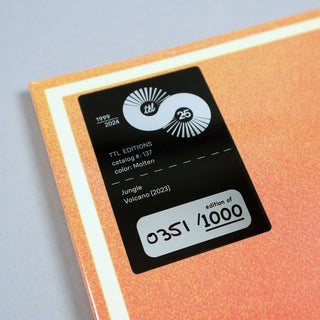 1999
2024
ttl
25
TTL EDITIONS
catalog #: 137
color: Molten
Jungle
Volcano (2023)
edition of
0351 /1000